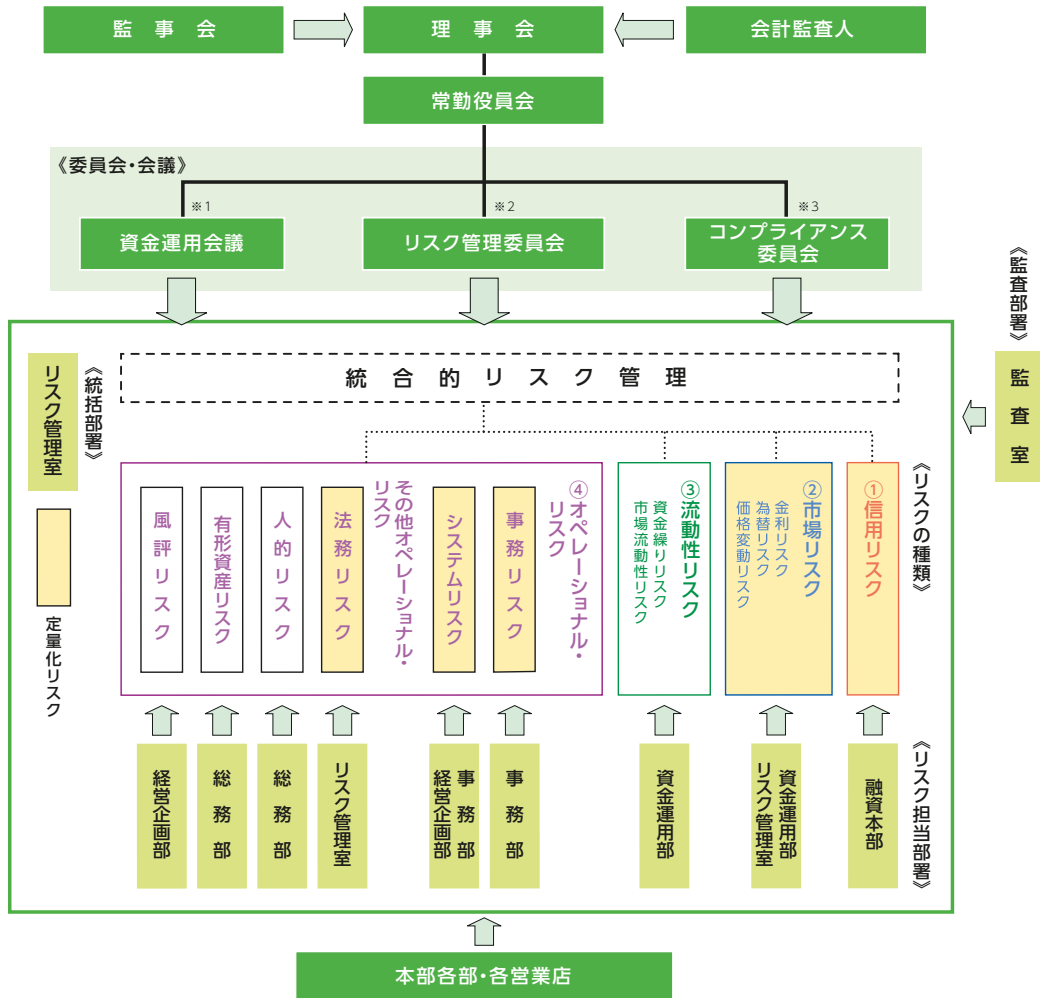 監事会
理事会
会計監査人
常勤役員会
《委員会・会議》
※1
※2
※3
資金運用会議
リスク管理委員会
コンプライアンス
委員会
《監査部署》
監査室
統合的リスク管理
《統括部署》
リスク管理室
定量化リスク
《リスクの種類》
①信用リスク
②市場リスク
金利リスク
為替リスク
価格変動リスク
③流動性リスク
資金繰りリスク
市場流動性リスク
④オペレーショナル・
リスク
事務リスク
システムリスク
その他オペレーショナル・
リスク
法務リスク
人的リスク
有形資産リスク
風評リスク
《リスク担当部署》
融資本部
資金運用部
リスク管理室
資金運用部
事務部
事務部
経営企画部
リスク管理室
総務部
総務部
経営企画部
本部各部・各営業店